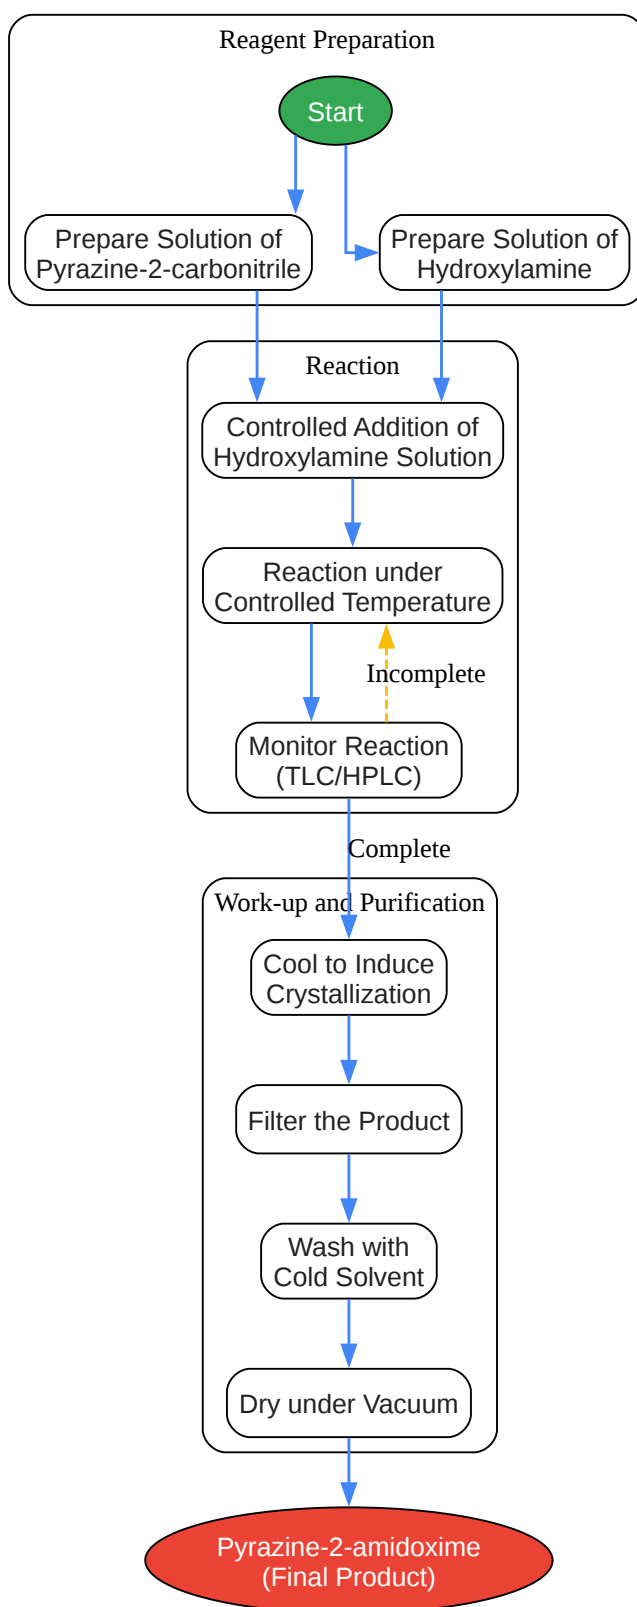 Reagent Preparation
Start
Prepare Solution of
Pyrazine-2-carbonitrile
Prepare Solution of
Hydroxylamine
Reaction
Controlled Addition of
Hydroxylamine Solution
Reaction under
Controlled Temperature
Incomplete
Monitor Reaction
(TLC/HPLC)
Complete
Work-up and Purification
Cool to Induce
Crystallization
Filter the Product
Wash with
Cold Solvent
Dry under Vacuum
Pyrazine-2-amidoxime
(Final Product)